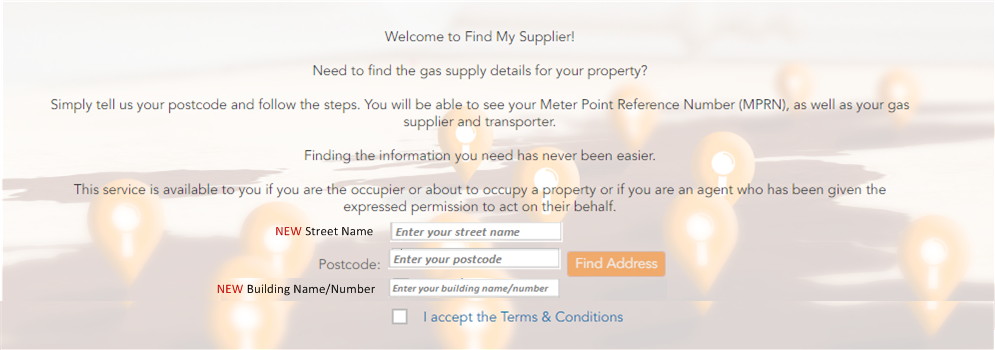 Welcome to Find My Supplier!
Need to find the gas supply details for your property?
Simply tell us your postcode and follow the steps. You will be able to see your Meter Point Reference Number (MPRN), as well as your gas
supplier and transporter.
Finding the information you need has never been easier.
This service is available to you if you are the occupier or about to occupy a property or if you are an agent who has been given the
expressed permission to act on their behalf.
NEW Street Name Enter your street name
Postcode: Enter your postcode Find Address
NEW Building Name/Number Enter your building name/number
I accept the Terms & Conditions